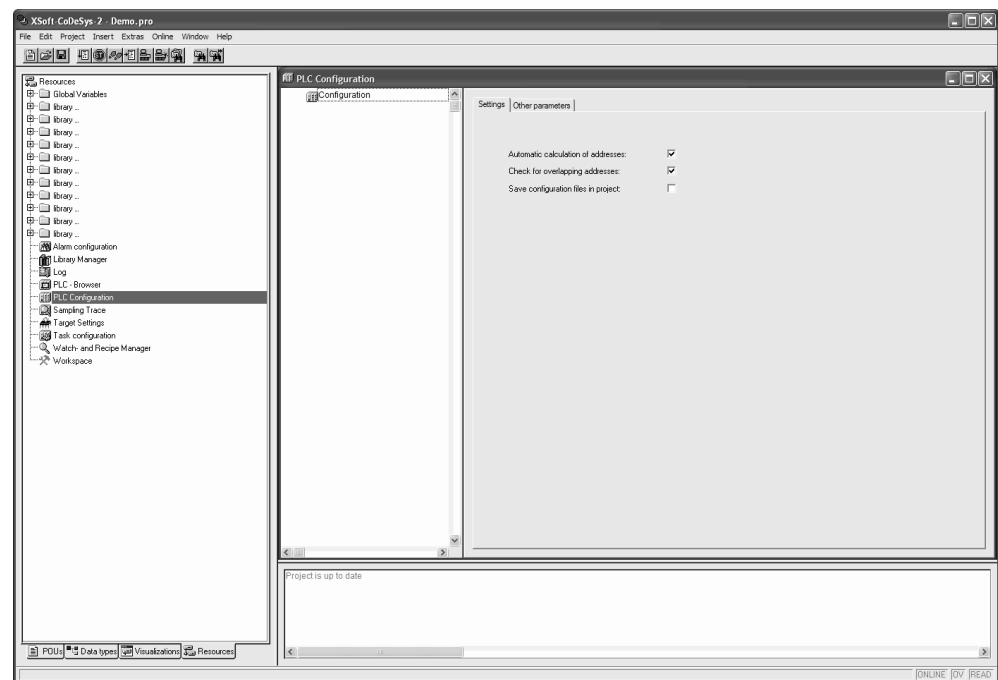 XSoft-CoDeSys-2 - Demo.pro
File Edit Project Insert Extras Online Window Help
Resources
Global Variables
library ..
library ..
library ..
library ..
library ..
library ..
library ..
library ..
library ..
library ..
library ..
Alarm configuration
Library Manager
Log
PLC - Browser
PLC Configuration
Sampling Trace
Target Settings
Task configuration
Watch- and Recipe Manager
Workspace
POUs Data types Visualizations Resources
PLC Configuration
Configuration
Settings Other parameters
Automatic calculation of addresses:
Check for overlapping addresses:
Save configuration files in project:
Project is up to date
ONLINE OV READ